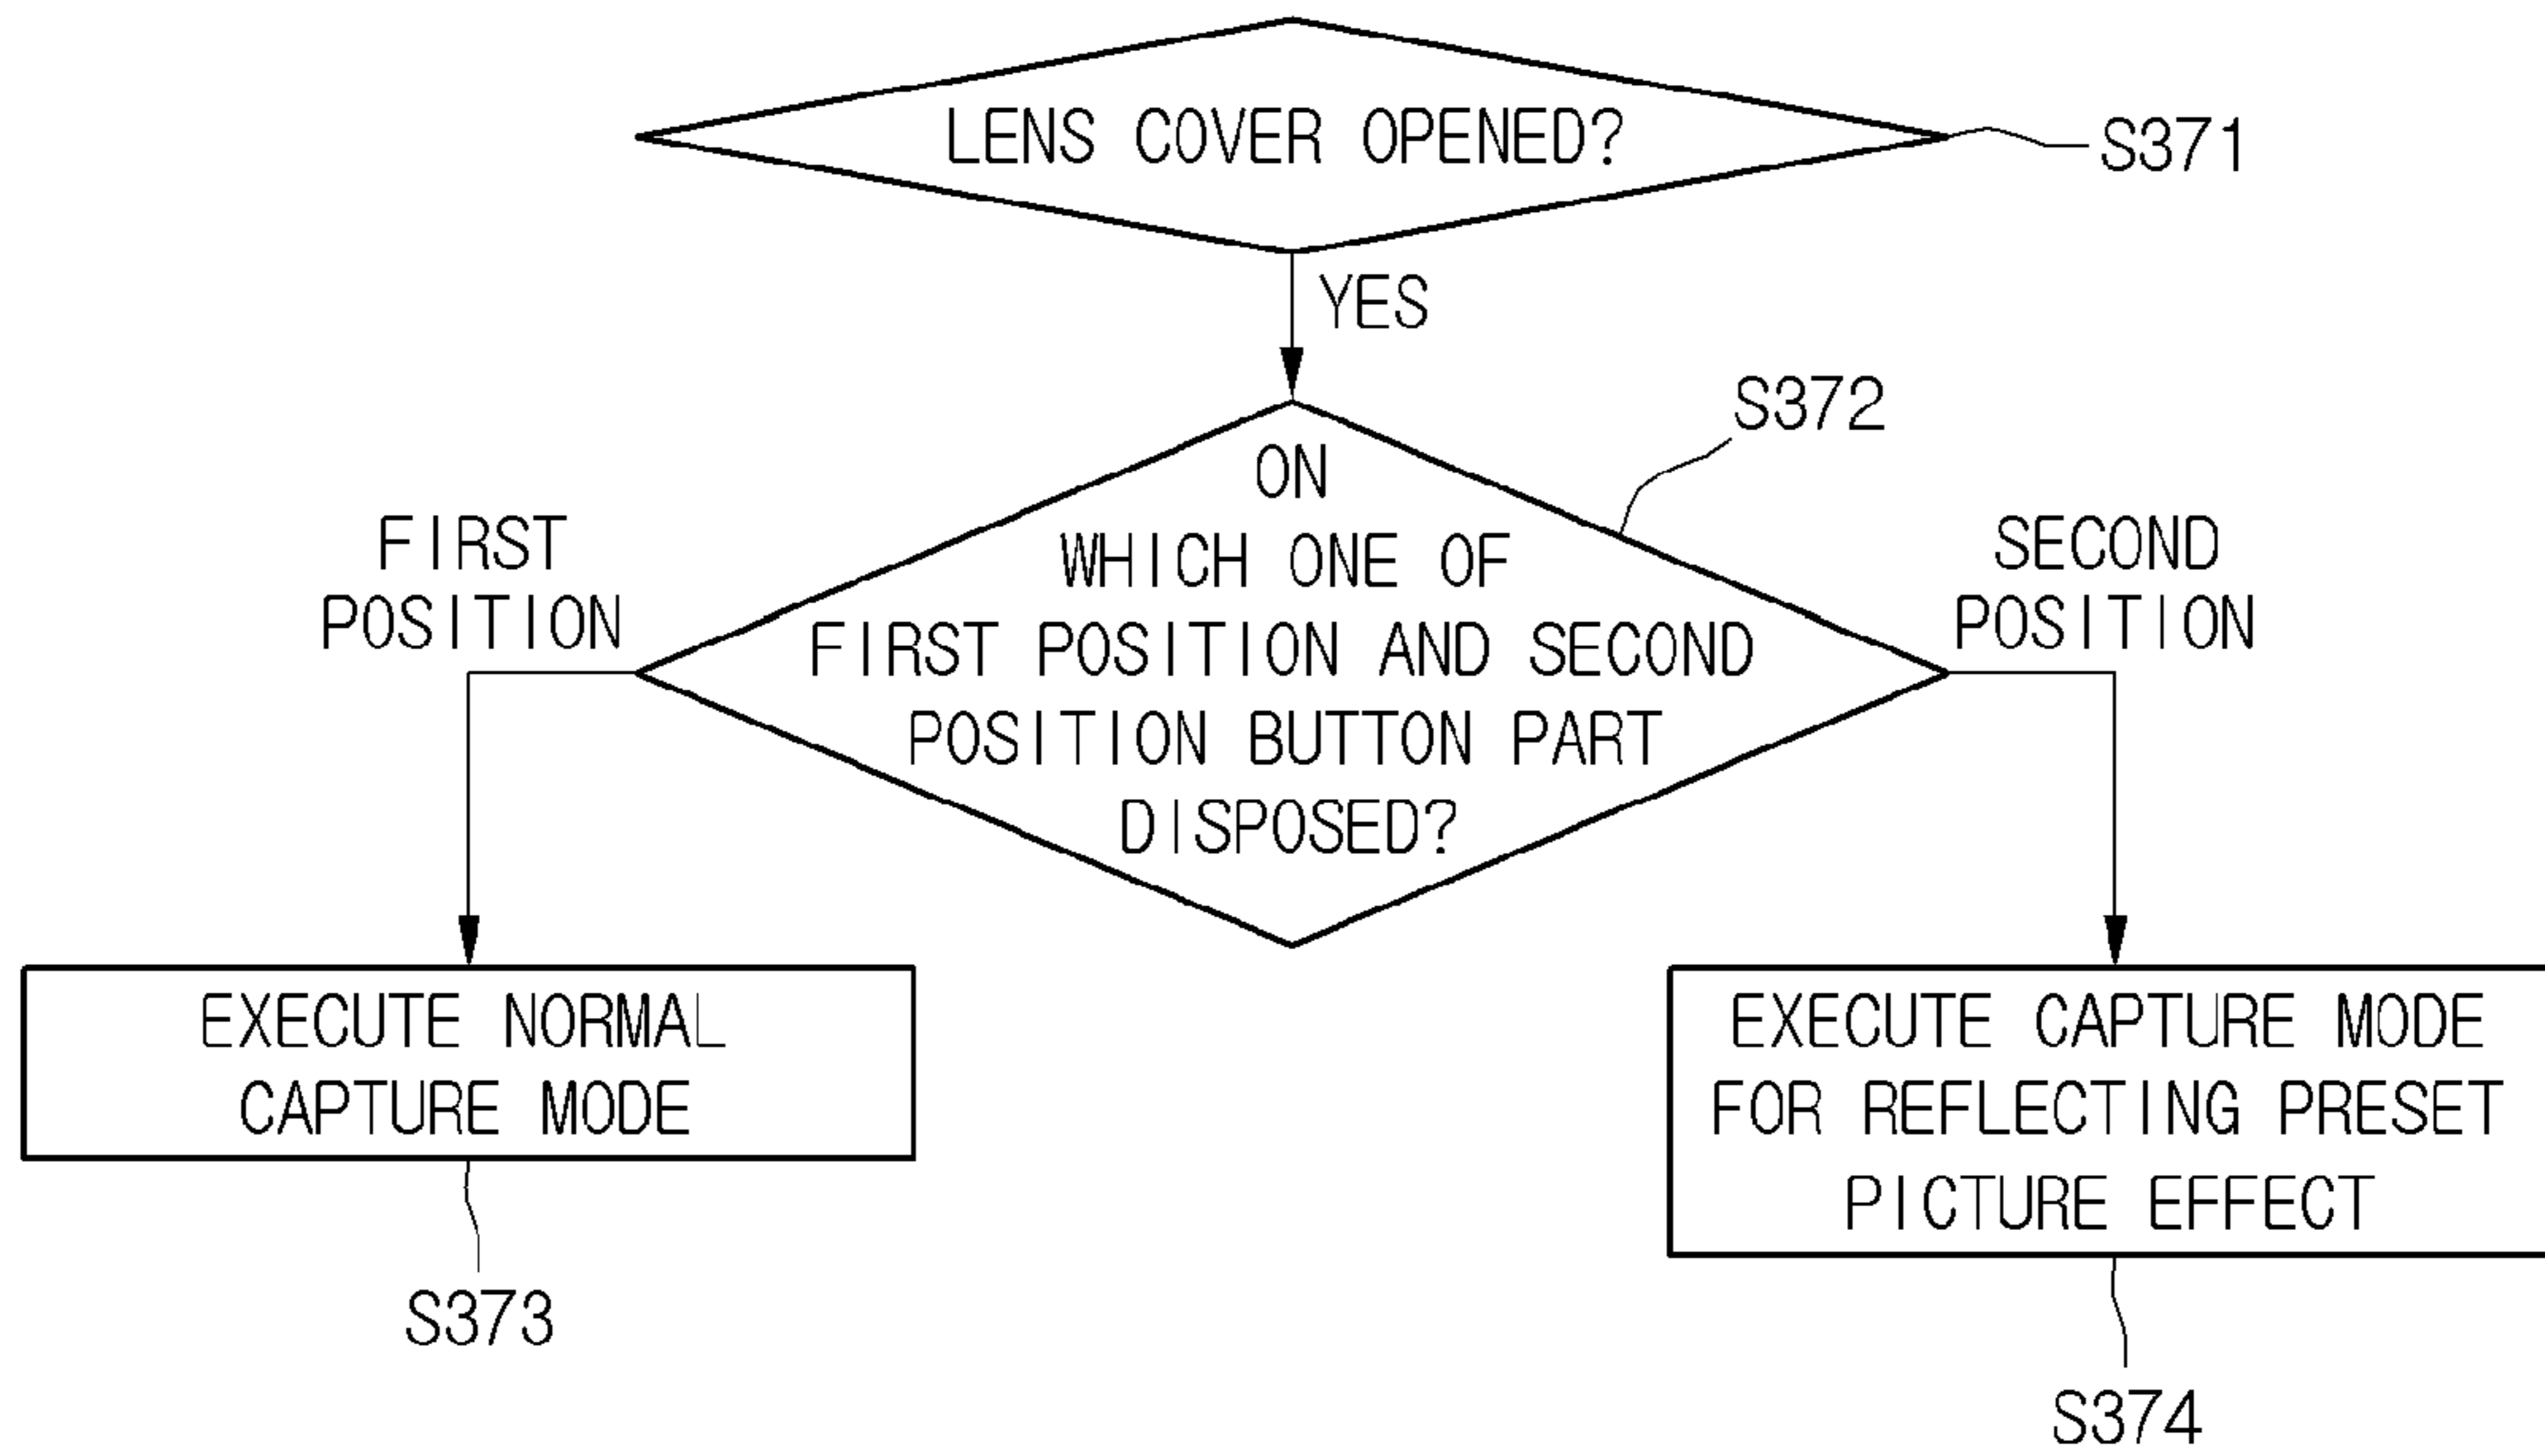 LENS COVER OPENED?
S371
YES
S372
ON
WHICH ONE OF
FIRST POSITION AND SECOND
POSITION BUTTON PART
DISPOSED?
FIRST
POSITION
SECOND
POSITION
EXECUTE NORMAL
CAPTURE MODE
S373
EXECUTE CAPTURE MODE
FOR REFLECTING PRESET
PICTURE EFFECT
S374